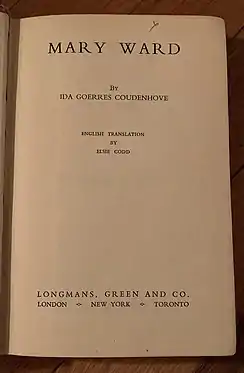 MARY WARD
BY
IDA GOERRES COUDENHOVE
ENGLISH TRANSLATION
BY
ELSIE CODD
LONGMANS, GREEN AND CO.
LONDON ⁘ NEW YORK ⁘ TORONTO